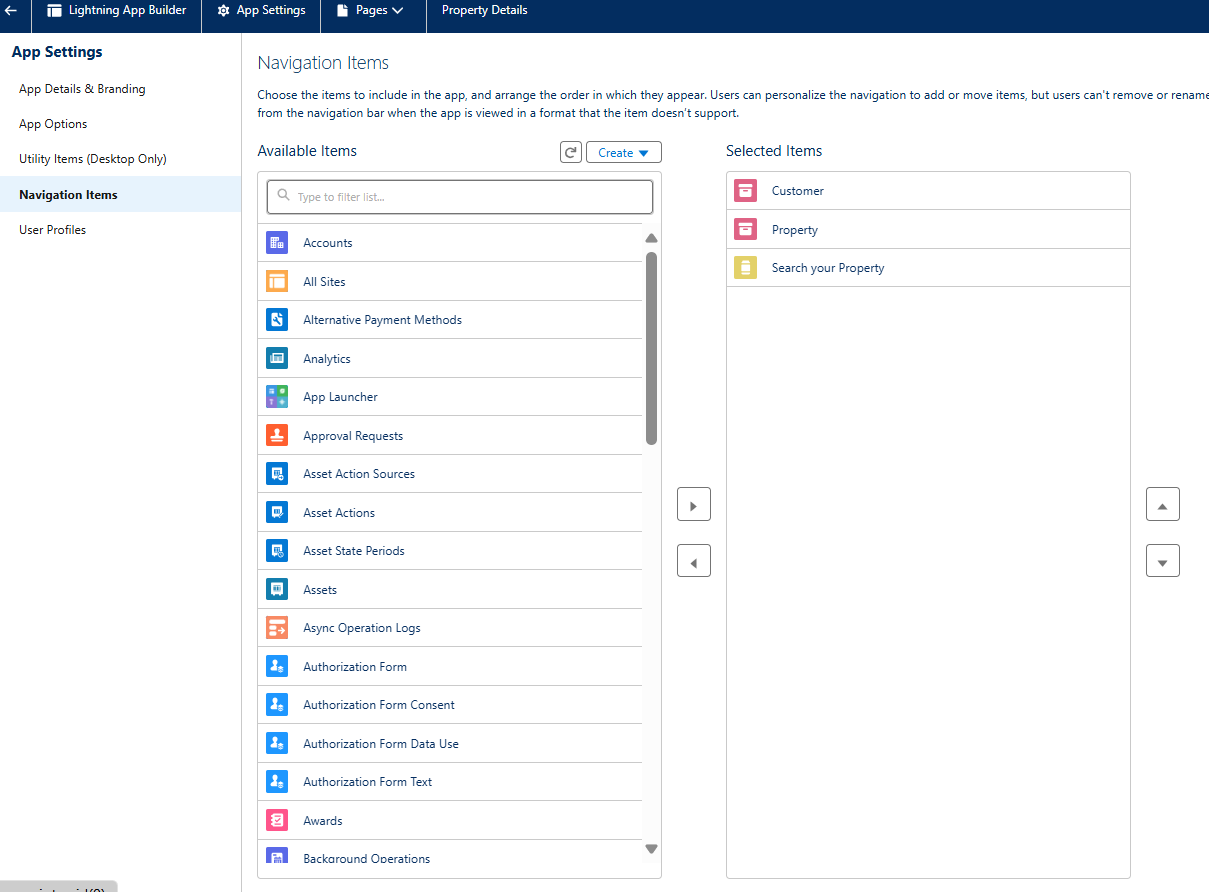 Lightning App Builder
App Settings
Pages
Property Details
App Settings
App Details & Branding
App Options
Utility Items (Desktop Only)
Navigation Items
User Profiles
Navigation Items
Choose the items to include in the app, and arrange the order in which they appear. Users can personalize the navigation to add or move items, but users can't remove or rename
from the navigation bar when the app is viewed in a format that the item doesn't support.
Available Items
Create
Type to filter list...
Accounts
All Sites
Alternative Payment Methods
Analytics
App Launcher
Approval Requests
Asset Action Sources
Asset Actions
Asset State Periods
Assets
Async Operation Logs
Authorization Form
Authorization Form Consent
Authorization Form Data Use
Authorization Form Text
Awards
Background Operations
Selected Items
Customer
Property
Search your Property